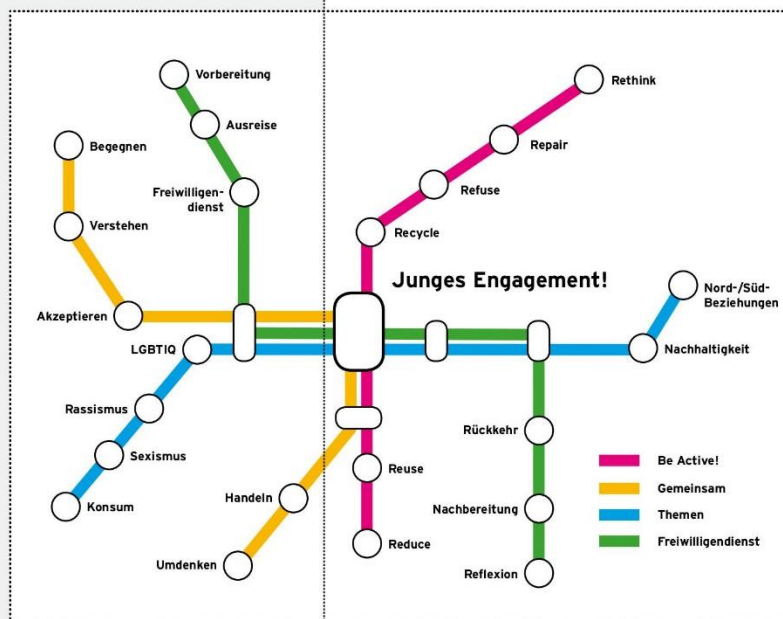 Vorbereitung
Rethink
Ausreise
Repair
Begegnen
Freiwilligen-
dienst
Refuse
Verstehen
Recycle
Junges Engagement!
Nord-/Süd-
Beziehungen
Akzeptieren
LGBTIQ
Nachhaltigkeit
Rassismus
Rückkehr
Sexismus
Be Active!
Reuse
Gemeinsam
Handeln
Konsum
Nachbereitung
Themen
Freiwilligendienst
Reduce
Umdenken
Reflexion